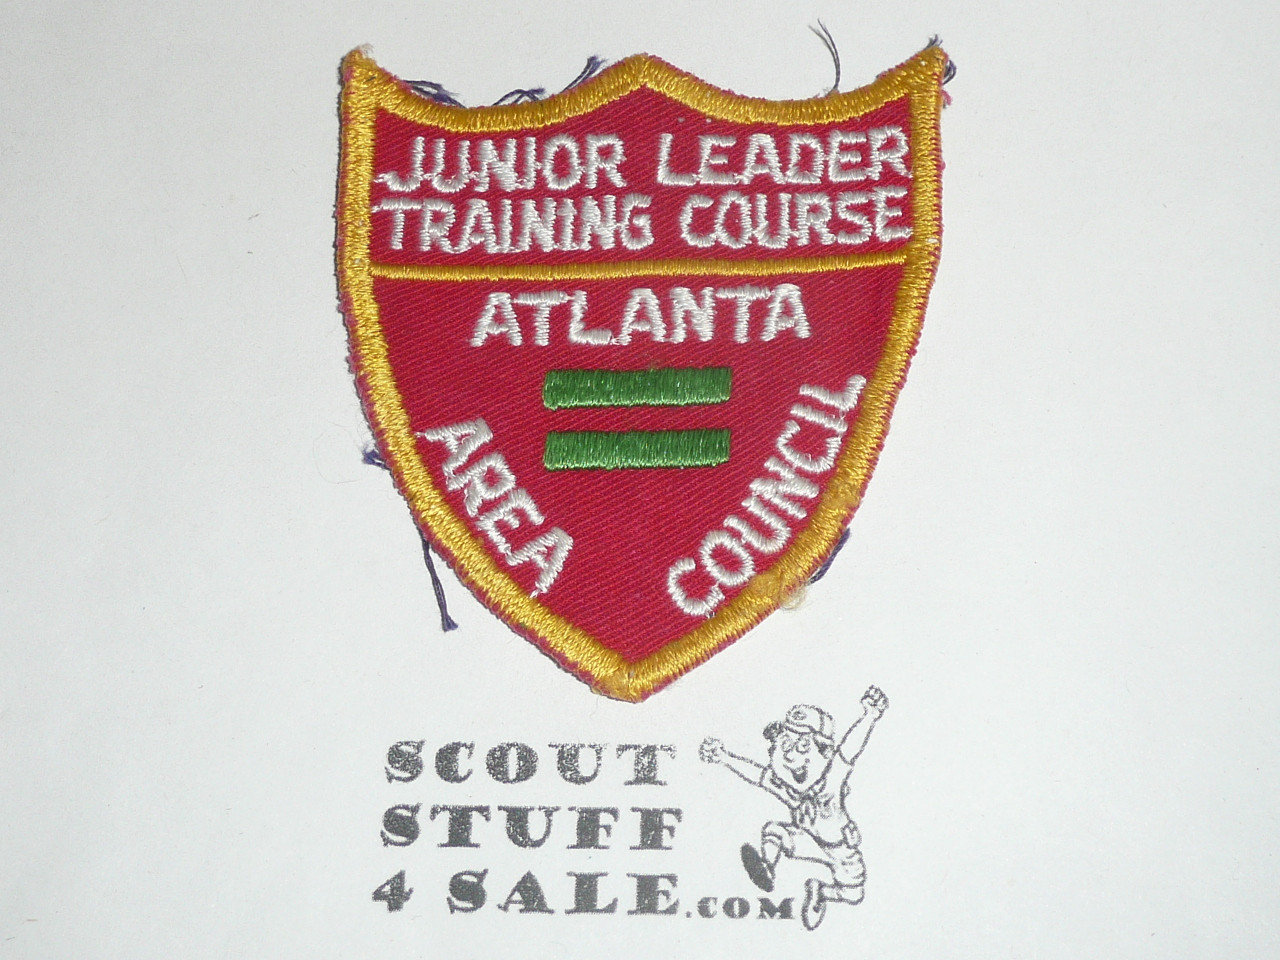 JUNIOR LEADER
TRAINING COURSE
ATLANTA
AREA
COUNCIL
SCOUT
STUFF
4 SALE.COM